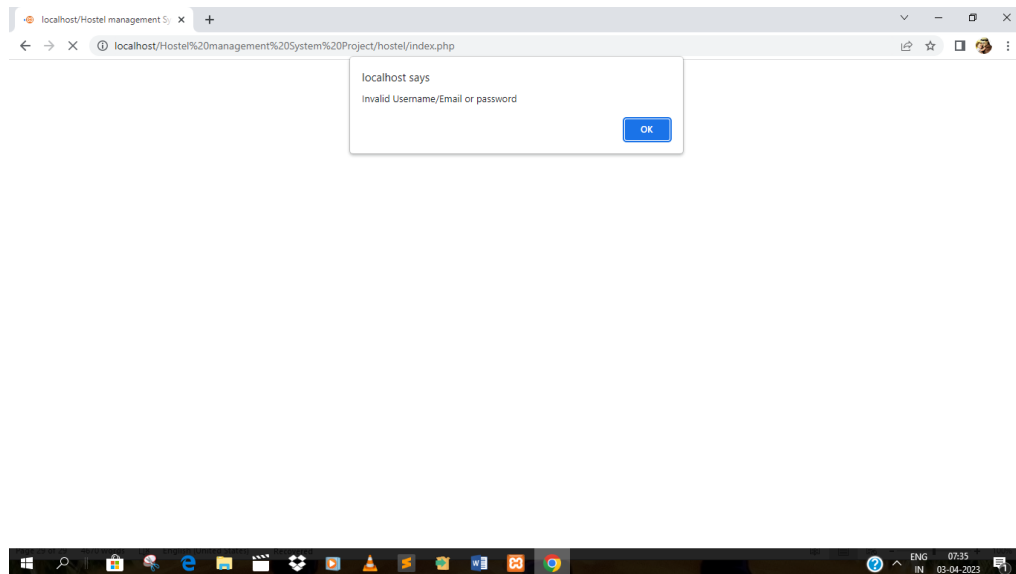 localhost/Hostel management Sy
localhost/Hostel%20management%20System%20Project/hostel/index.php
localhost says
Invalid Username/Email or password
OK
ENG 07:35
IN 03-04-2023